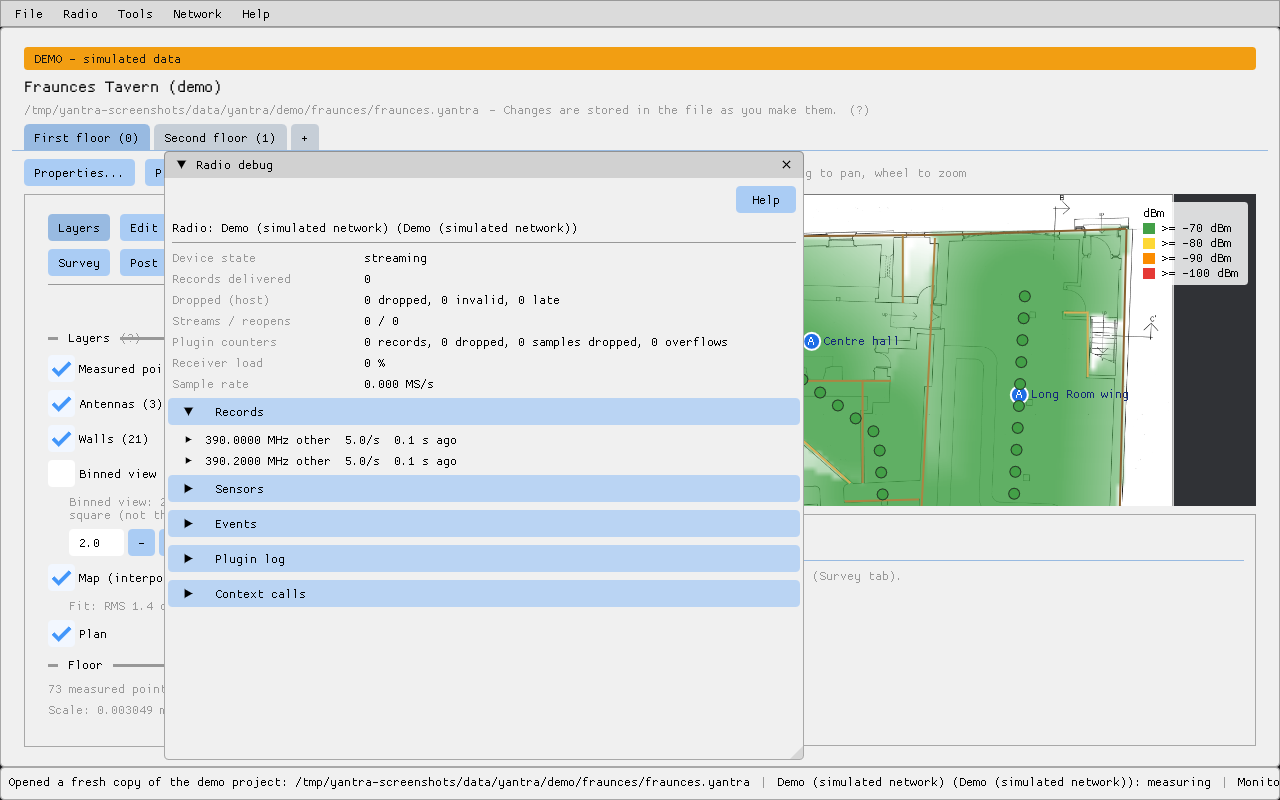 File Radio Tools Network Help
DEMO - simulated data
Fraunces Tavern (demo)
/tmp/yantra-screenshots/data/yantra/demo/fraunces/fraunces.yantra - Changes are stored in the file as you make them. (?)
First floor (0) Second floor (1) +
Properties... P
g to pan, wheel to zoom
Radio debug
Help
Radio: Demo (simulated network) (Demo (simulated network))
Device state streaming
Records delivered 0
Dropped (host) 0 dropped, 0 invalid, 0 late
Streams / reopens 0 / 0
Plugin counters 0 records, 0 dropped, 0 samples dropped, 0 overflows
Receiver load 0 %
Sample rate 0.000 MS/s
Records
390.0000 MHz other 5.0/s 0.1 s ago
390.2000 MHz other 5.0/s 0.1 s ago
Sensors
Events
Plugin log
Context calls
Layers Edit
Survey Post
Layers (?)
Measured poi
Antennas (3)
Walls (21)
Binned view
Binned view: 2
square (not th
2.0 -
Map (interpo
Fit: RMS 1.4 d
Plan
Floor
73 measured point
Scale: 0.003049 m
dBm
>= -70 dBm
>= -80 dBm
>= -90 dBm
>= -100 dBm
B
C'
A Centre hall
A Long Room wing
(Survey tab).
Opened a fresh copy of the demo project: /tmp/yantra-screenshots/data/yantra/demo/fraunces/fraunces.yantra | Demo (simulated network) (Demo (simulated network)): measuring | Monito